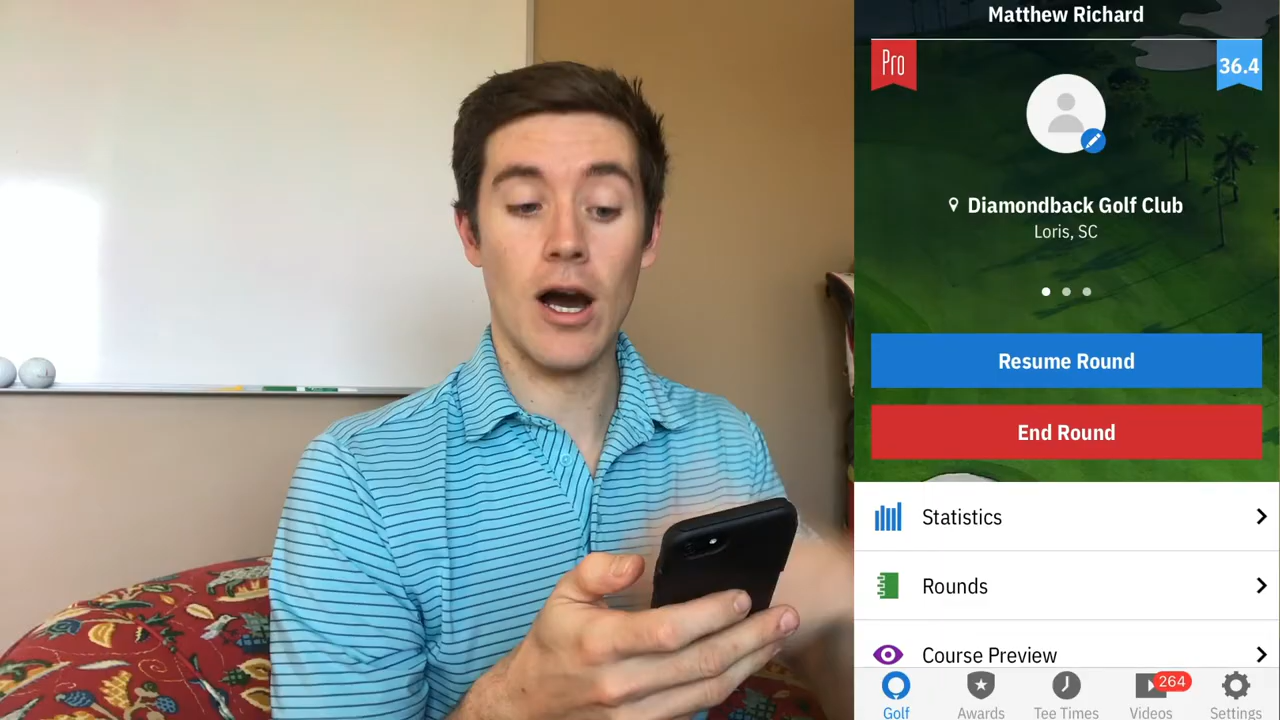 Matthew Richard
Pro
36.4
Diamondback Golf Club
Loris, SC
Resume Round
End Round
Statistics
Rounds
Course Preview
264
Golf
Awards
Tee Times
Videos
Settings